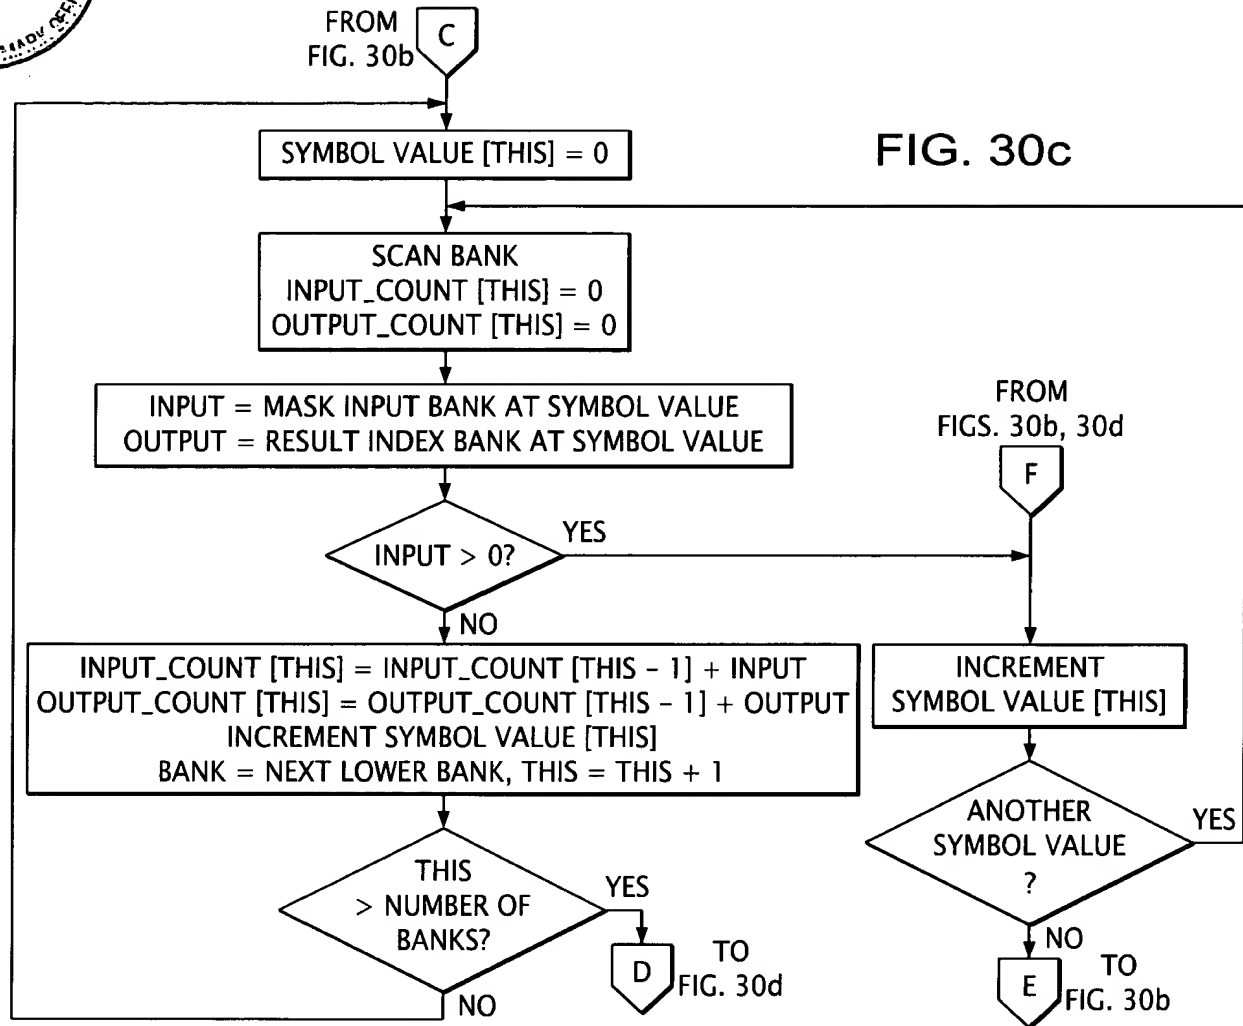 FROM
FIG. 30b
C
FIG. 30c
SYMBOL VALUE [THIS] = 0
SCAN BANK
INPUT_COUNT [THIS] = 0
OUTPUT_COUNT [THIS] = 0
INPUT = MASK INPUT BANK AT SYMBOL VALUE
OUTPUT = RESULT INDEX BANK AT SYMBOL VALUE
FROM
FIGS. 30b, 30d
F
INPUT > 0?
YES
NO
INPUT_COUNT [THIS] = INPUT_COUNT [THIS - 1] + INPUT
OUTPUT_COUNT [THIS] = OUTPUT_COUNT [THIS - 1] + OUTPUT
INCREMENT SYMBOL VALUE [THIS]
BANK = NEXT LOWER BANK, THIS = THIS + 1
INCREMENT
SYMBOL VALUE [THIS]
THIS
> NUMBER OF
BANKS?
YES
NO
D
TO
FIG. 30d
ANOTHER
SYMBOL VALUE
?
YES
NO
E
TO
FIG. 30b